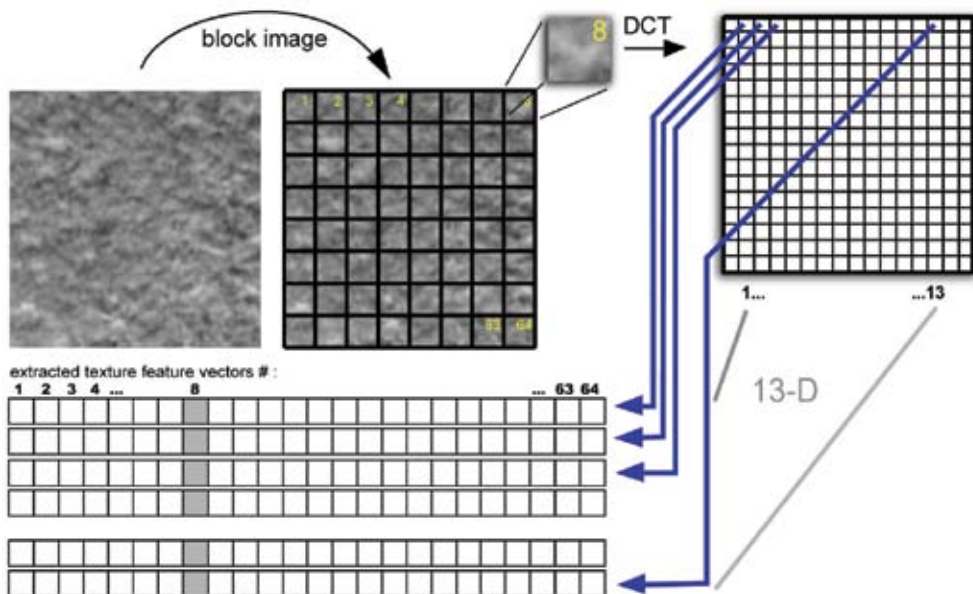 block image
8
DCT
1 2 3 4 8
63 64
1... ...13
13-D
extracted texture feature vectors # :
1 2 3 4 ... 8 ... 63 64